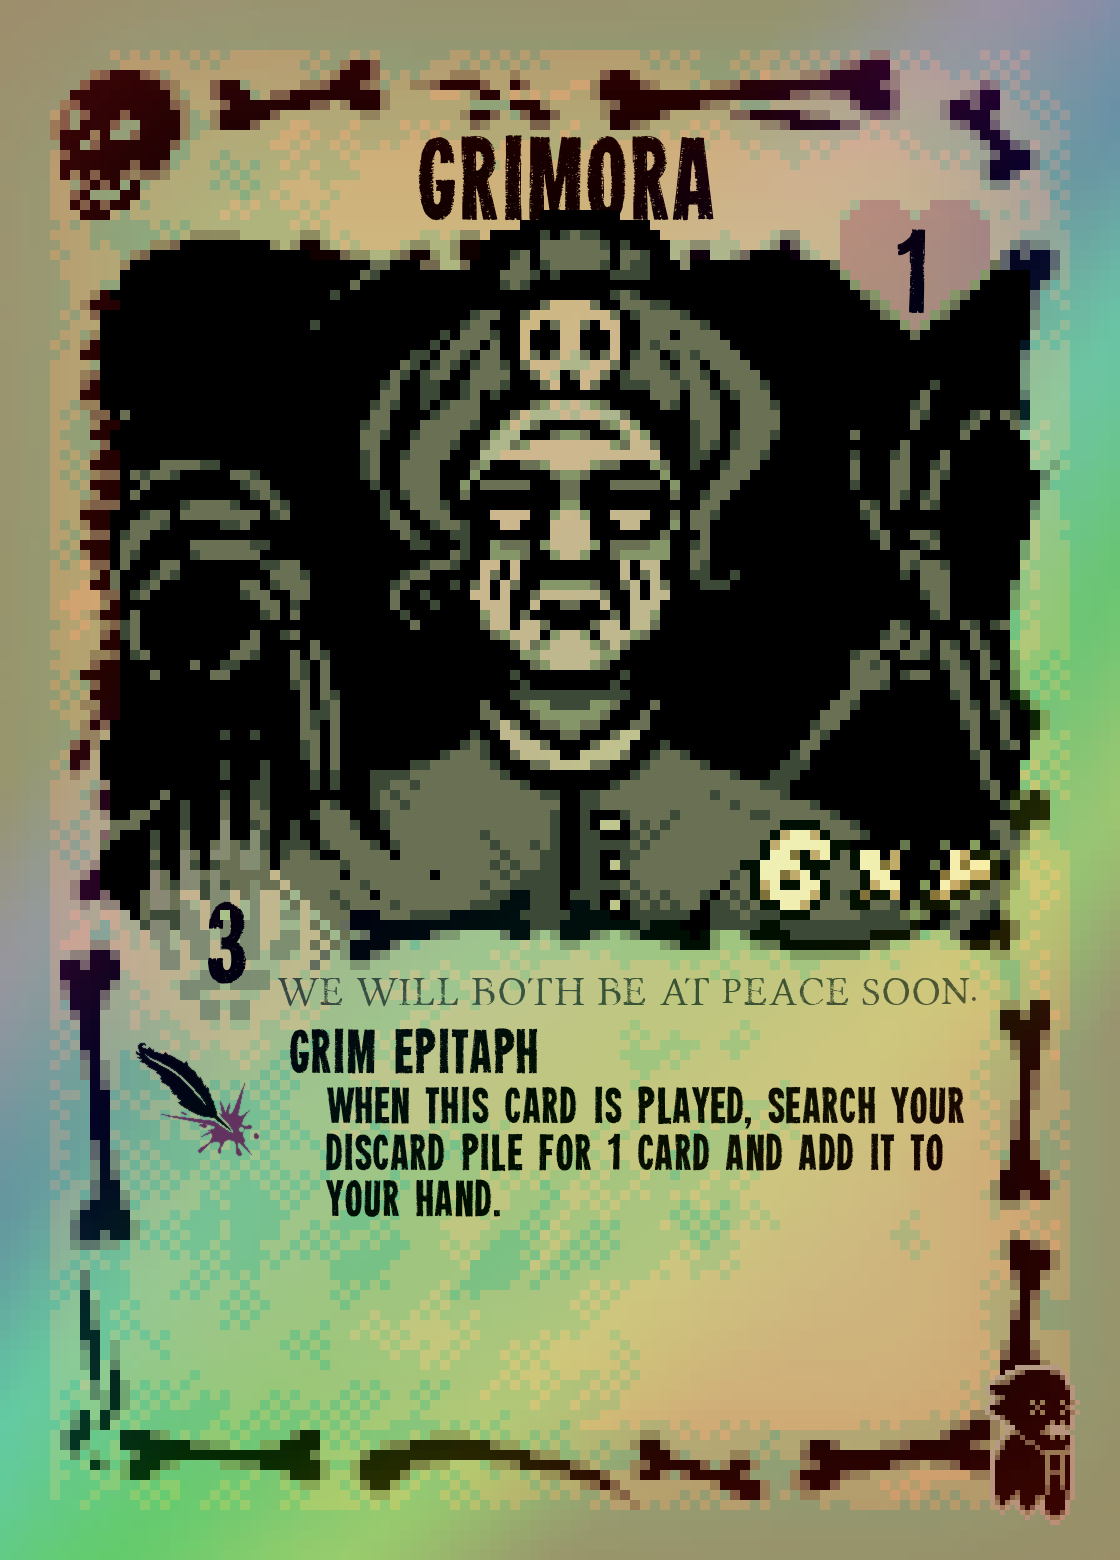 GRIMORA
1
6 X
3
WE WILL BOTH BE AT PEACE SOON.
GRIM EPITAPH
WHEN THIS CARD IS PLAYED, SEARCH YOUR
DISCARD PILE FOR 1 CARD AND ADD IT TO
YOUR HAND.